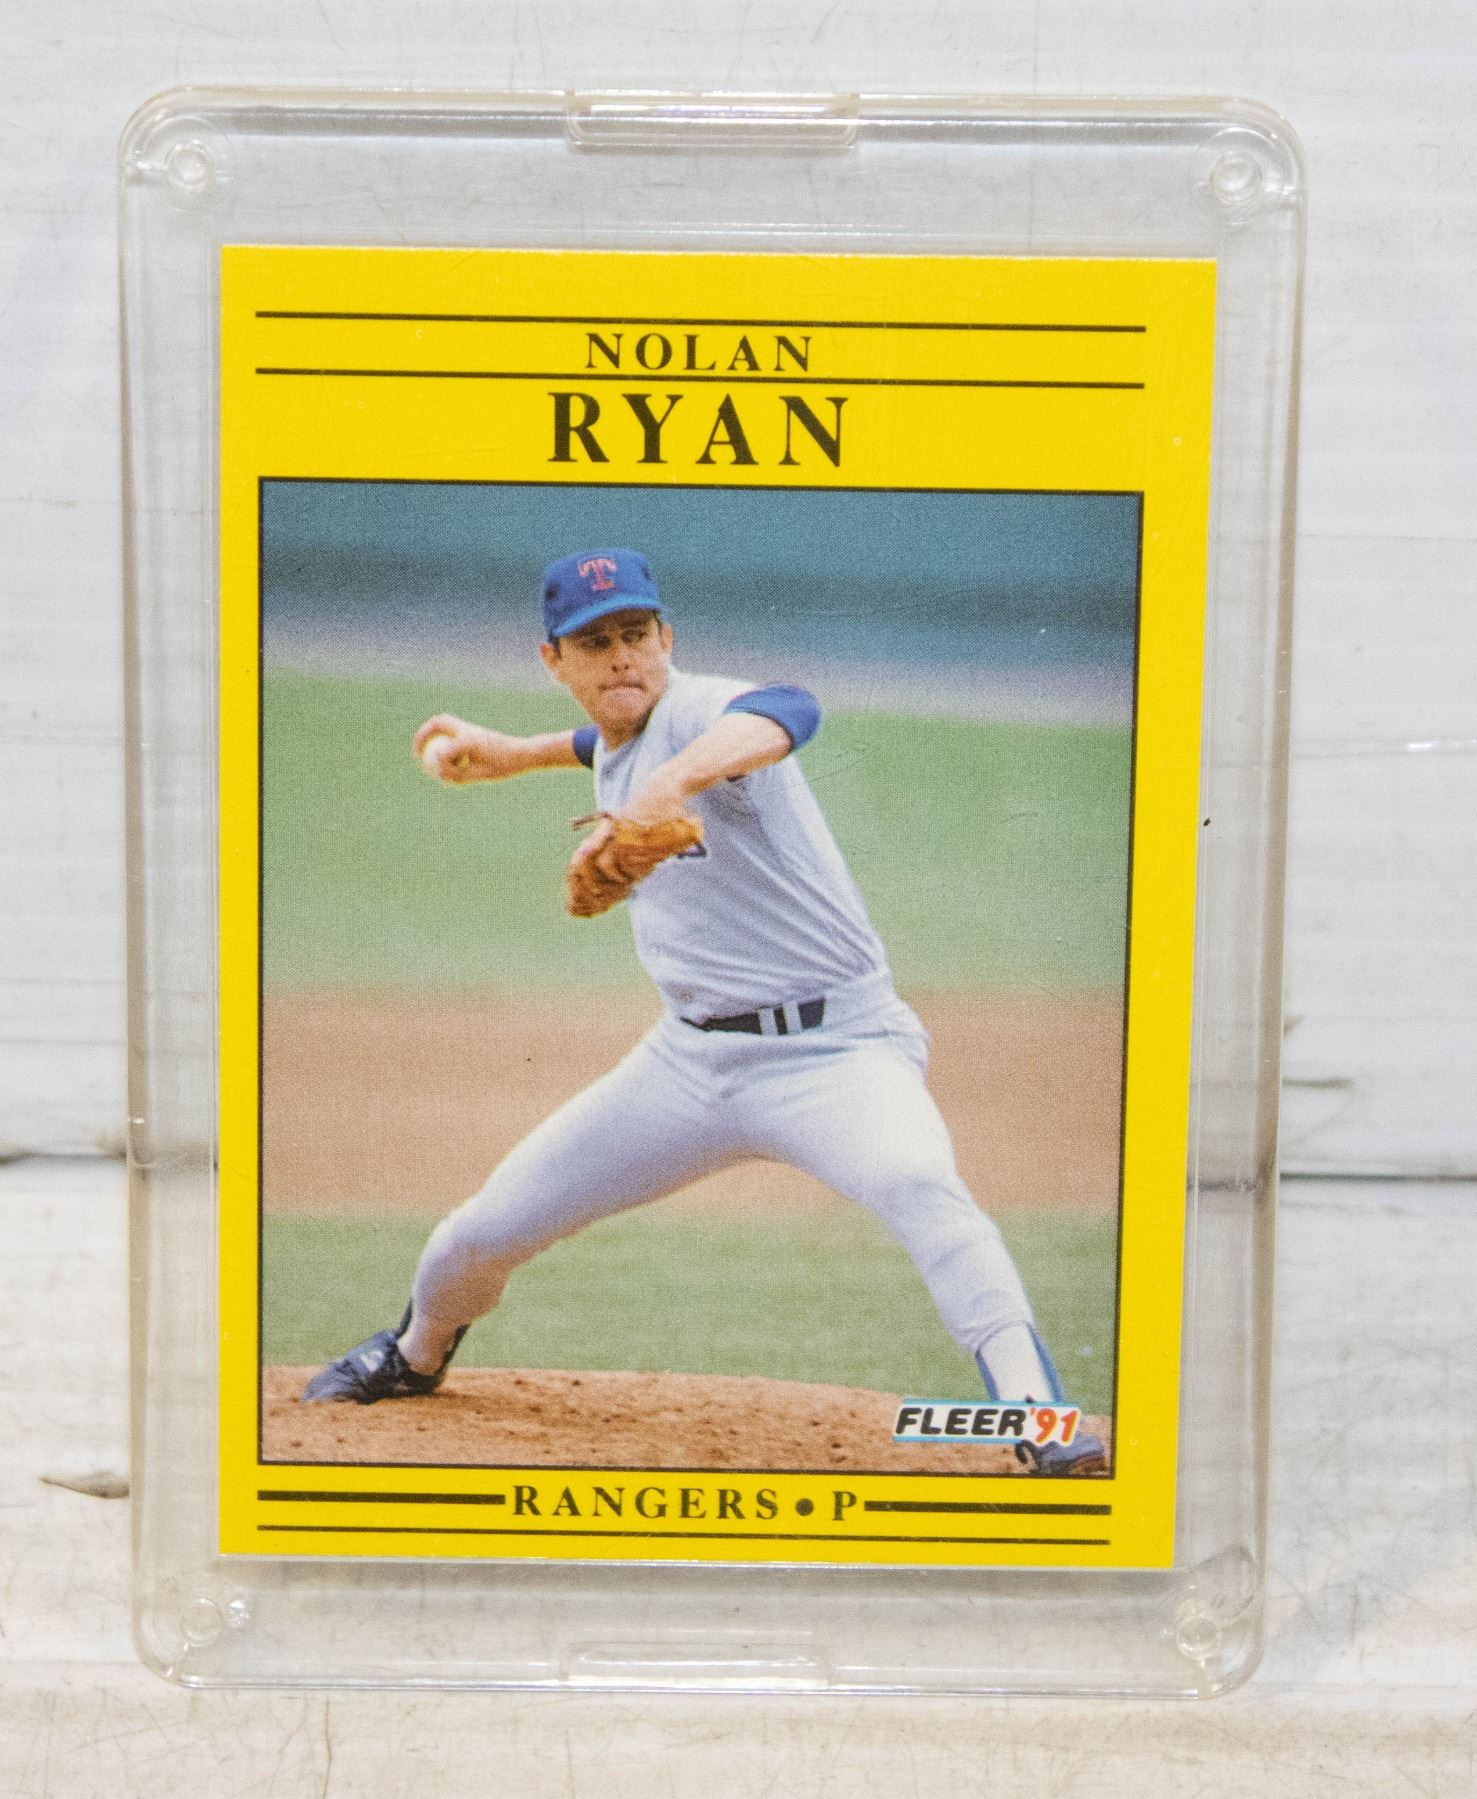 NOLAN
RYAN
T
FLEER '91
RANGERS • P